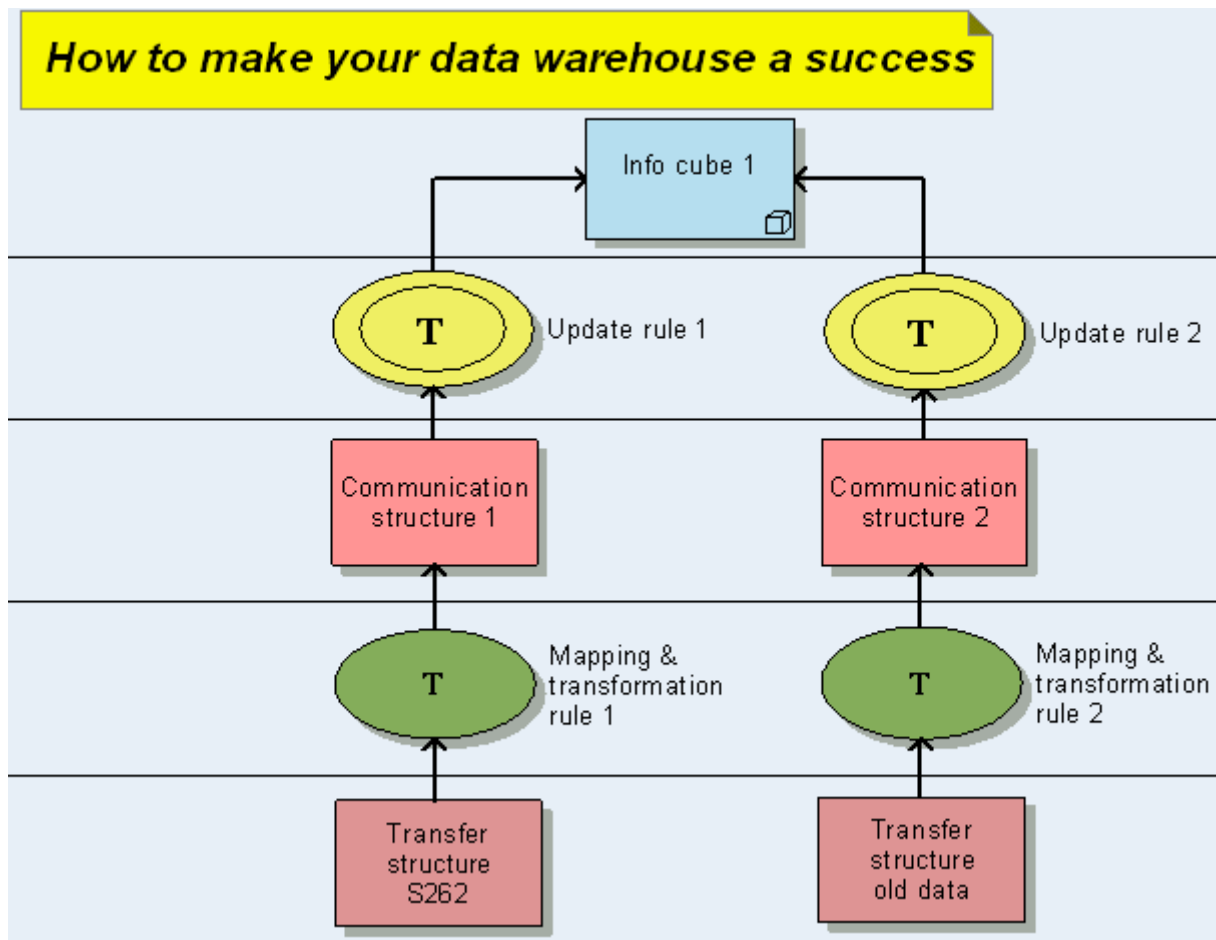 How to make your data warehouse a success
Info cube 1
T
Update rule 1
T
Update rule 2
Communication
structure 1
Communication
structure 2
T
Mapping &
transformation
rule 1
T
Mapping &
transformation
rule 2
Transfer
structure
S262
Transfer
structure
old data